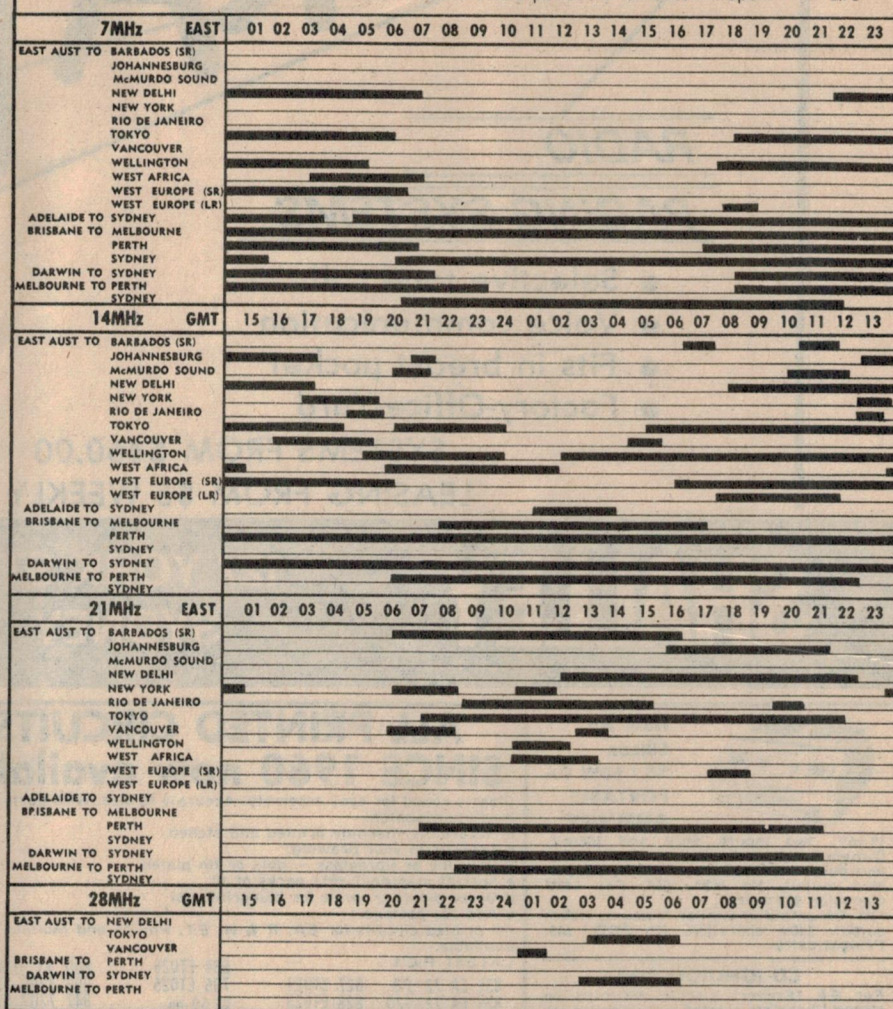 7MHz EAST 01 02 03 04 05 06 07 08 09 10 11 12 13 14 15 16 17 18 19 20 21 22 23
EAST AUST TO BARBADOS (SR)
JOHANNESBURG
McMURDO SOUND
NEW DELHI
NEW YORK
RIO DE JANEIRO
TOKYO
VANCOUVER
WELLINGTON
WEST AFRICA
WEST EUROPE (SR)
WEST EUROPE (LR)
ADELAIDE TO SYDNEY
BRISBANE TO MELBOURNE
PERTH
SYDNEY
DARWIN TO SYDNEY
MELBOURNE TO PERTH
SYDNEY
14MHz GMT 15 16 17 18 19 20 21 22 23 24 01 02 03 04 05 06 07 08 09 10 11 12 13
EAST AUST TO BARBADOS (SR)
JOHANNESBURG
McMURDO SOUND
NEW DELHI
NEW YORK
RIO DE JANEIRO
TOKYO
VANCOUVER
WELLINGTON
WEST AFRICA
WEST EUROPE (SR)
WEST EUROPE (LR)
ADELAIDE TO SYDNEY
BRISBANE TO MELBOURNE
PERTH
SYDNEY
DARWIN TO SYDNEY
MELBOURNE TO PERTH
SYDNEY
21MHz EAST 01 02 03 04 05 06 07 08 09 10 11 12 13 14 15 16 17 18 19 20 21 22 23
EAST AUST TO BARBADOS (SR)
JOHANNESBURG
McMURDO SOUND
NEW DELHI
NEW YORK
RIO DE JANEIRO
TOKYO
VANCOUVER
WELLINGTON
WEST AFRICA
WEST EUROPE (SR)
WEST EUROPE (LR)
ADELAIDE TO SYDNEY
BRISBANE TO MELBOURNE
PERTH
SYDNEY
DARWIN TO SYDNEY
MELBOURNE TO PERTH
SYDNEY
28MHz GMT 15 16 17 18 19 20 21 22 23 24 01 02 03 04 05 06 07 08 09 10 11 12 13
EAST AUST TO NEW DELHI
TOKYO
VANCOUVER
BRISBANE TO PERTH
DARWIN TO SYDNEY
MELBOURNE TO PERTH